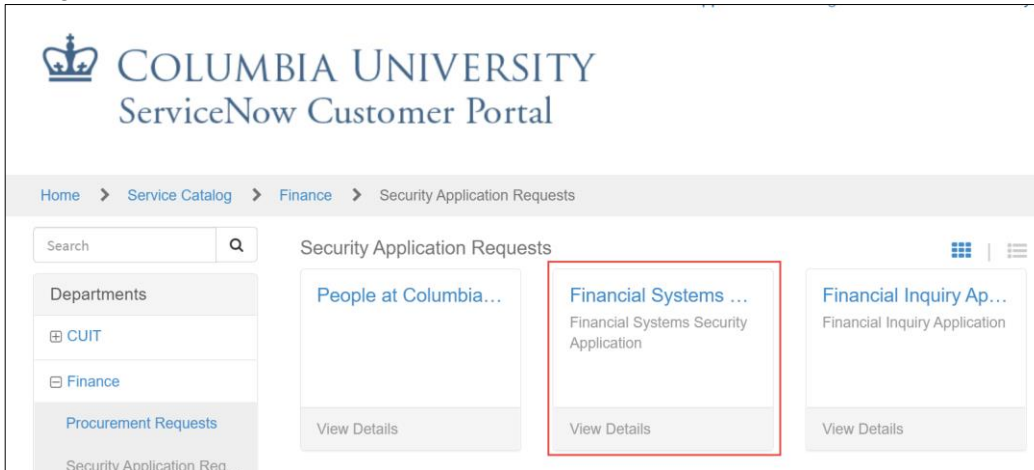 COLUMBIA UNIVERSITY
ServiceNow Customer Portal
Home > Service Catalog > Finance > Security Application Requests
Search
Security Application Requests
Departments
CUIT
Finance
Procurement Requests
Security Application Req
People at Columbia...
View Details
Financial Systems ...
Financial Systems Security
Application
View Details
Financial Inquiry Ap...
Financial Inquiry Application
View Details